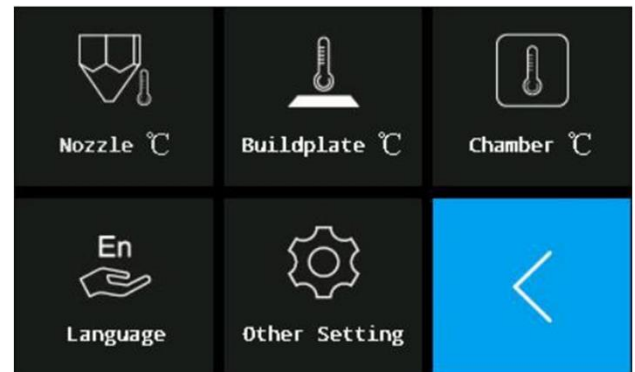 Nozzle ℃
Buildplate ℃
Chamber ℃
En
Language
Other Setting